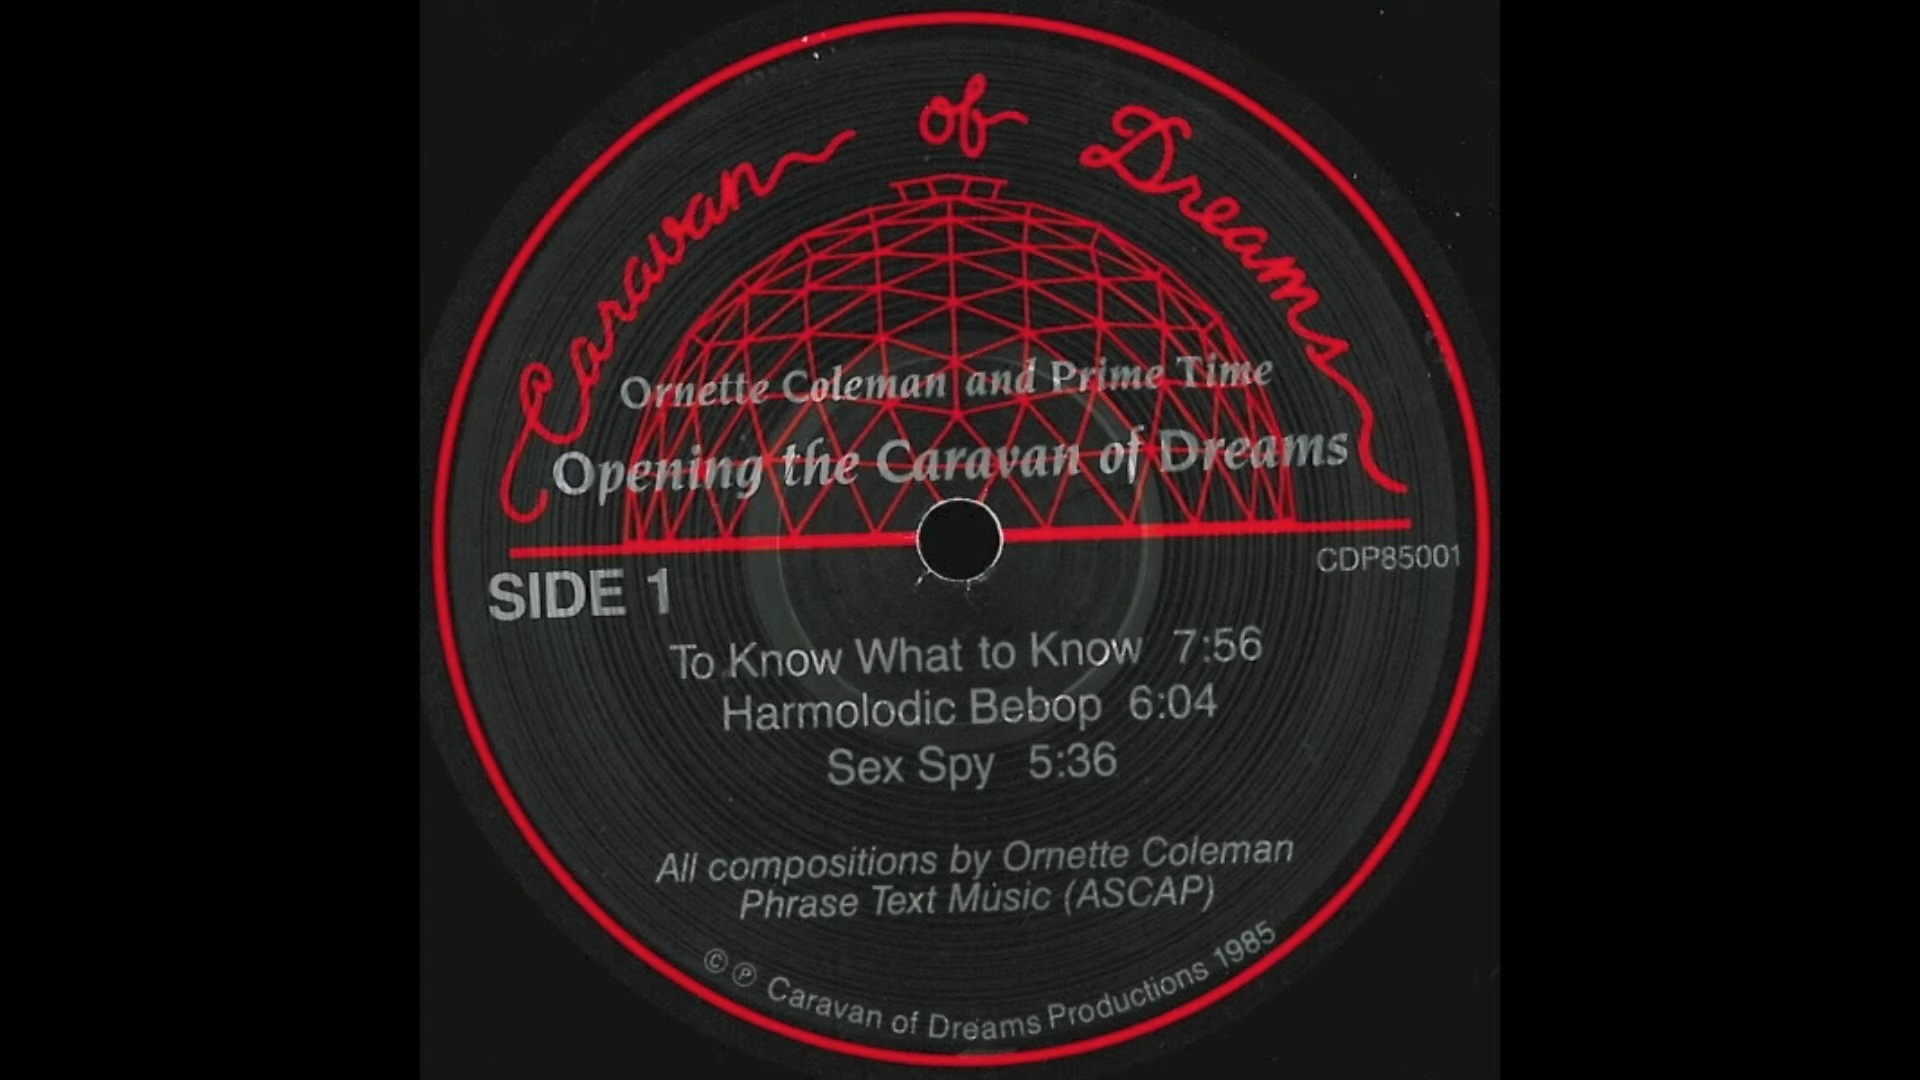 Caravan of Dreams
Ornette Coleman and Prime Time
Opening the Caravan of Dreams
CDP85001
SIDE 1
To Know What to Know 7:56
Harmolodic Bebop 6:04
Sex Spy 5:36
All compositions by Ornette Coleman
Phrase Text Music (ASCAP)
© ℗ Caravan of Dreams Productions 1985